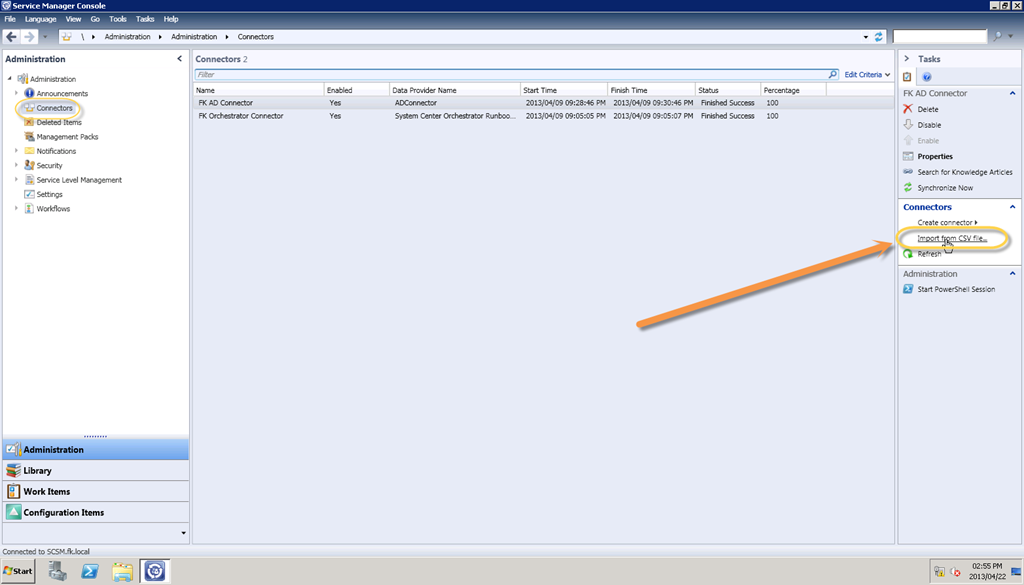 Service Manager Console
File Language View Go Tools Tasks Help
\ Administration Administration Connectors
Administration
Administration
Announcements
Connectors
Deleted Items
Management Packs
Notifications
Security
Service Level Management
Settings
Workflows
Administration
Library
Work Items
Configuration Items
Connectors 2
Filter
Edit Criteria
Name Enabled Data Provider Name Start Time Finish Time Status Percentage
FK AD Connector Yes ADConnector 2013/04/09 09:28:46 PM 2013/04/09 09:30:46 PM Finished Success 100
FK Orchestrator Connector Yes System Center Orchestrator Runboo... 2013/04/09 09:05:05 PM 2013/04/09 09:05:07 PM Finished Success 100
Tasks
FK AD Connector
Delete
Disable
Enable
Properties
Search for Knowledge Articles
Synchronize Now
Connectors
Create connector
Import from CSV file...
Refresh
Administration
Start PowerShell Session
Connected to SCSM.fk.local
Start
02:55 PM
2013/04/22